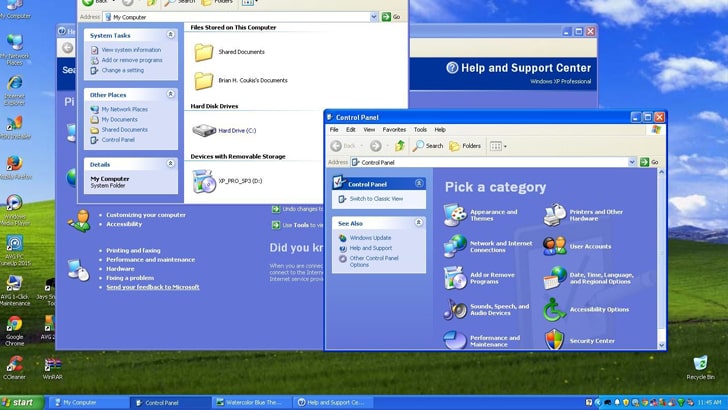 My Computer
My Network
Places
Internet
Explorer
MSN Installer
Mozilla Firefox
Windows
Media Player
AVG PC
TuneUp 2015
AVG 1-Click
Maintenance
Jays
Google
Chrome
AVG 2
CCleaner
WinRAR
Back
Search
Folders
Address
My Computer
Go
System Tasks
View system information
Add or remove programs
Change a setting
Other Places
My Network Places
My Documents
Shared Documents
Control Panel
Details
My Computer
System Folder
Files Stored on This Computer
Shared Documents
Brian H. Coukis's Documents
Hard Disk Drives
Hard Drive (C:)
Devices with Removable Storage
XP_PRO_SP3 (D:)
Help and Support Center
Windows XP Professional
Customizing your computer
Accessibility
Printing and faxing
Performance and maintenance
Hardware
Fixing a problem
Send your feedback to Microsoft
Undo changes to
Use Tools to view
Did you kn
When you are connec
connect to the Intern
Internet service provid
Control Panel
File Edit View Favorites Tools Help
Back
Search
Folders
Address
Control Panel
Go
Control Panel
Switch to Classic View
See Also
Windows Update
Help and Support
Other Control Panel
Options
Pick a category
Appearance and
Themes
Printers and Other
Hardware
Network and Internet
Connections
User Accounts
Add or Remove
Programs
Date, Time, Language,
and Regional Options
Sounds, Speech, and
Audio Devices
Accessibility Options
Performance and
Maintenance
Security Center
Recycle Bin
start
My Computer
Control Panel
Watercolor Blue The...
Help and Support Ce...
11:45 AM